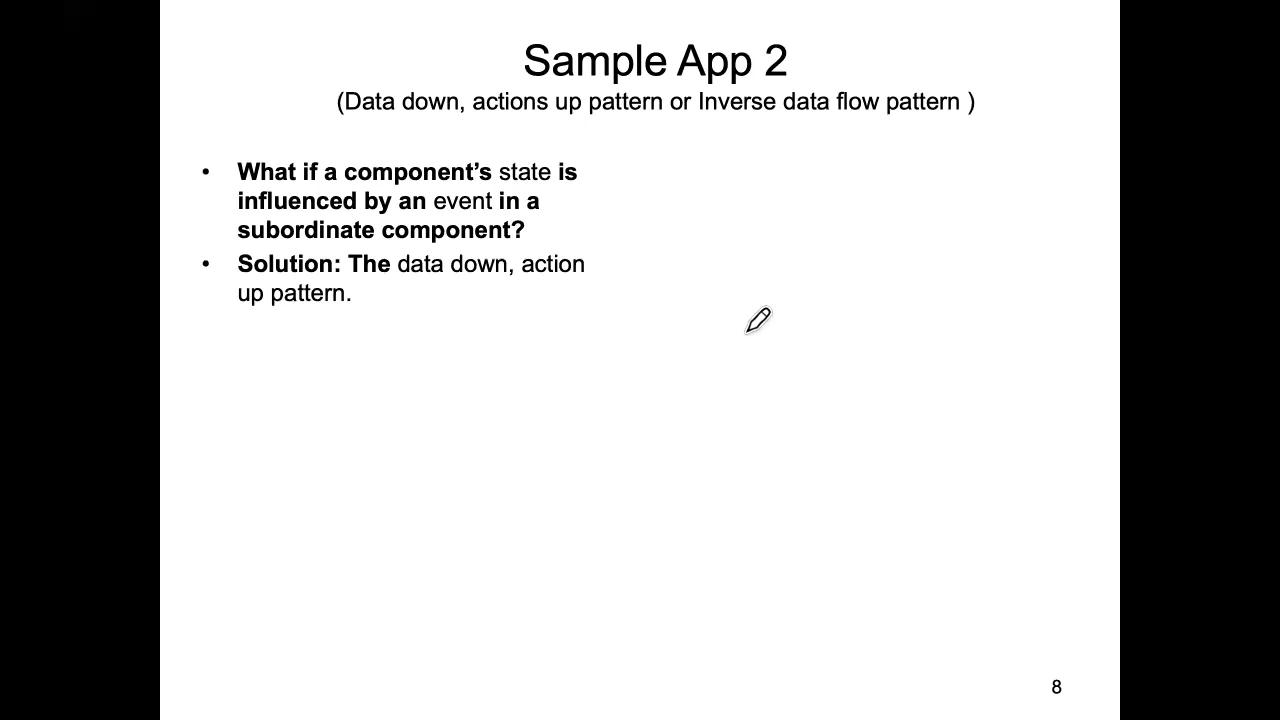 Sample App 2
(Data down, actions up pattern or Inverse data flow pattern )
• What if a component’s state is
influenced by an event in a
subordinate component?
• Solution: The data down, action
up pattern.
8